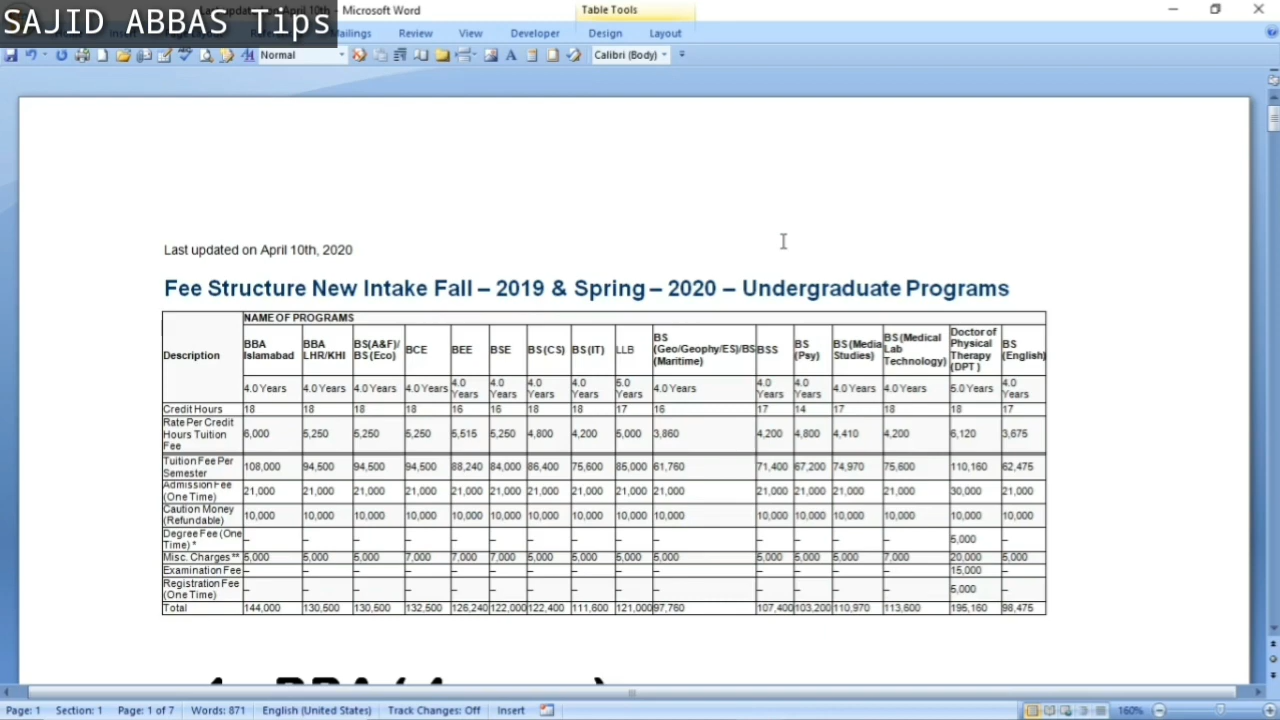 SAJID ABBAS Tips
Last updated on April 10th - Microsoft Word
Table Tools
Mailings Review View Developer Design Layout
Normal Calibri (Body)
Last updated on April 10th, 2020
Fee Structure New Intake Fall – 2019 & Spring – 2020 – Undergraduate Programs
NAME OF PROGRAMS
Description BBA Islamabad BBA LHR/KHI BS(A&F)/ BS(Eco) BCE BEE BSE BS(CS) BS(IT) LLB BS (Geo/Geophy/ES)/BS (Maritime) BSS BS (Psy) BS (Media Studies) BS (Medical Lab Technology) Doctor of Physical Therapy (DPT ) BS (English)
4.0 Years 4.0 Years 4.0 Years 4.0 Years 4.0 Years 4.0 Years 4.0 Years 4.0 Years 5.0 Years 4.0 Years 4.0 Years 4.0 Years 4.0 Years 4.0 Years 5.0 Years 4.0 Years
Credit Hours 18 18 18 18 16 16 18 18 17 16 17 14 17 18 18 17
Rate Per Credit Hours Tuition Fee 6,000 5,250 5,250 5,250 5,515 5,250 4,800 4,200 5,000 3,860 4,200 4,800 4,410 4,200 6,120 3,675
Tuition Fee Per Semester 108,000 94,500 94,500 94,500 88,240 84,000 86,400 75,600 85,000 61,760 71,400 67,200 74,970 75,600 110,160 62,475
Admission Fee (One Time) 21,000 21,000 21,000 21,000 21,000 21,000 21,000 21,000 21,000 21,000 21,000 21,000 21,000 21,000 30,000 21,000
Caution Money (Refundable) 10,000 10,000 10,000 10,000 10,000 10,000 10,000 10,000 10,000 10,000 10,000 10,000 10,000 10,000 10,000 10,000
Degree Fee (One Time) * – – – – – – – – – – – – – – 5,000 –
Misc. Charges ** 5,000 5,000 5,000 7,000 7,000 7,000 5,000 5,000 5,000 5,000 5,000 5,000 5,000 7,000 20,000 5,000
Examination Fee – – – – – – – – – – – – – – 15,000 –
Registration Fee (One Time) – – – – – – – – – – – – – – 5,000 –
Total 144,000 130,500 130,500 132,500 126,240 122,000 122,400 111,600 121,000 97,760 107,400 103,200 110,970 113,600 195,160 98,475
Page: 1 Section: 1 Page: 1 of 7 Words: 871 English (United States) Track Changes: Off Insert 160%